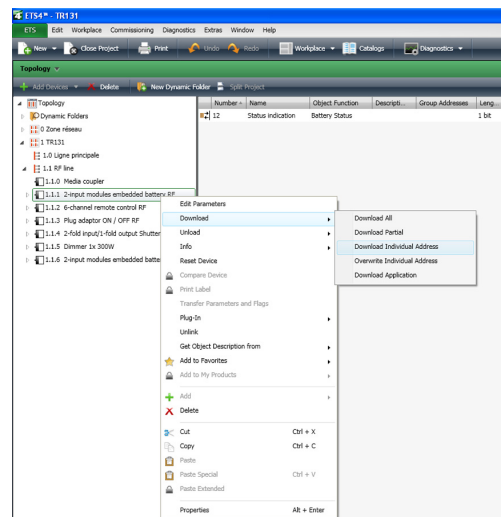 ETS4™ - TR131
ETS Edit Workplace Commissioning Diagnostics Extras Window Help
New Close Project Print Undo Redo Workplace Catalogs Diagnostics
Topology
Add Devices Delete New Dynamic Folder Split Project
Topology
Dynamic Folders
0 Zone réseau
1 TR131
1.0 Ligne principale
1.1 RF line
1.1.0 Media coupler
1.1.1 2-input modules embedded battery RF
1.1.2 6-channel remote control RF
1.1.3 Plug adaptor ON / OFF RF
1.1.4 2-fold input/1-fold output Shutter
1.1.5 Dimmer 1x 300W
1.1.6 2-input modules embedded batte
Number Name Object Function Descripti... Group Addresses Leng...
12 Status indication Battery Status 1 bit
Edit Parameters
Download
Unload
Info
Reset Device
Compare Device
Print Label
Transfer Parameters and Flags
Plug-In
Unlink
Get Object Description from
Add to Favorites
Add to My Products
Add
Delete
Cut Ctrl + X
Copy Ctrl + C
Paste
Paste Special Ctrl + V
Paste Extended
Properties Alt + Enter
Download All
Download Partial
Download Individual Address
Overwrite Individual Address
Download Application